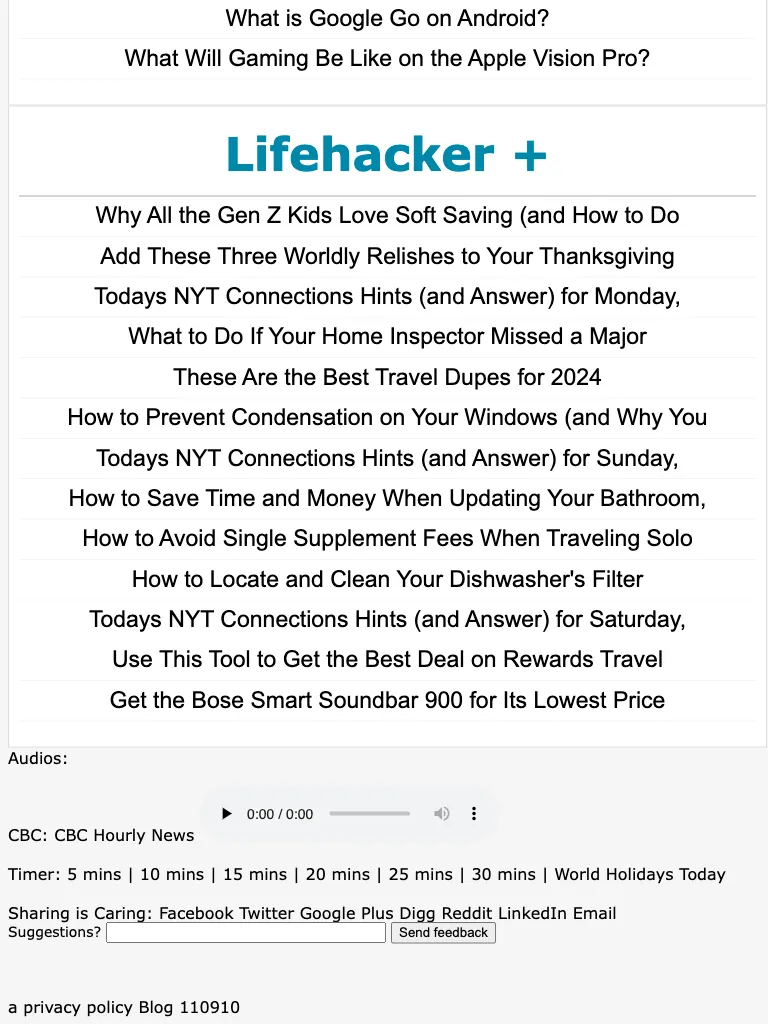 What is Google Go on Android?
What Will Gaming Be Like on the Apple Vision Pro?
Lifehacker +
Why All the Gen Z Kids Love Soft Saving (and How to Do
Add These Three Worldly Relishes to Your Thanksgiving
Todays NYT Connections Hints (and Answer) for Monday,
What to Do If Your Home Inspector Missed a Major
These Are the Best Travel Dupes for 2024
How to Prevent Condensation on Your Windows (and Why You
Todays NYT Connections Hints (and Answer) for Sunday,
How to Save Time and Money When Updating Your Bathroom,
How to Avoid Single Supplement Fees When Traveling Solo
How to Locate and Clean Your Dishwasher's Filter
Todays NYT Connections Hints (and Answer) for Saturday,
Use This Tool to Get the Best Deal on Rewards Travel
Get the Bose Smart Soundbar 900 for Its Lowest Price
Audios:
0:00 / 0:00
CBC: CBC Hourly News
Timer: 5 mins | 10 mins | 15 mins | 20 mins | 25 mins | 30 mins | World Holidays Today
Sharing is Caring: Facebook Twitter Google Plus Digg Reddit LinkedIn Email
Suggestions? Send feedback
a privacy policy Blog 110910